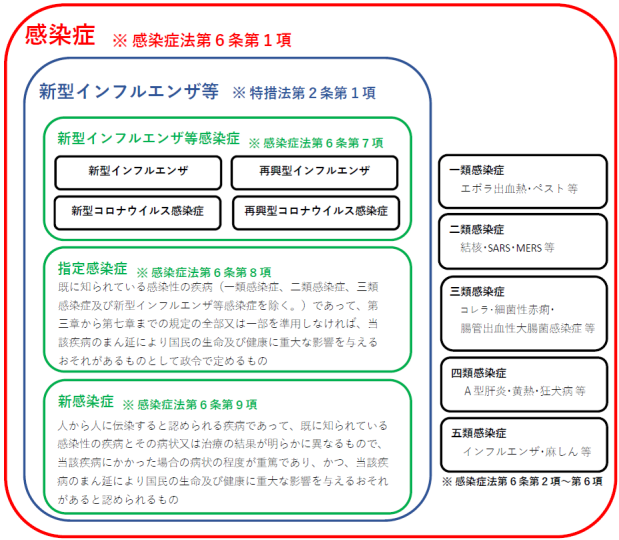 感染症 ※ 感染症法第６条第１項
新型インフルエンザ等 ※ 特措法第２条第１項
新型インフルエンザ等感染症 ※ 感染症法第６条第７項
新型インフルエンザ
再興型インフルエンザ
新型コロナウイルス感染症
再興型コロナウイルス感染症
指定感染症 ※ 感染症法第６条第８項
既に知られている感染性の疾病（一類感染症、二類感染症、三類
感染症及び新型インフルエンザ等感染症を除く。）であって、第
三章から第七章までの規定の全部又は一部を準用しなければ、当
該疾病のまん延により国民の生命及び健康に重大な影響を与える
おそれがあるものとして政令で定めるもの
新感染症 ※ 感染症法第６条第９項
人から人に伝染すると認められる疾病であって、既に知られている
感染性の疾病とその病状又は治療の結果が明らかに異なるもので、
当該疾病にかかった場合の病状の程度が重篤であり、かつ、当該疾
病のまん延により国民の生命及び健康に重大な影響を与えるおそれ
があると認められるもの
一類感染症
エボラ出血熱・ペスト 等
二類感染症
結核・SARS・MERS 等
三類感染症
コレラ・細菌性赤痢・
腸管出血性大腸菌感染症 等
四類感染症
Ａ型肝炎・黄熱・狂犬病 等
五類感染症
インフルエンザ・麻しん 等
※ 感染症法第６条第２項～第６項